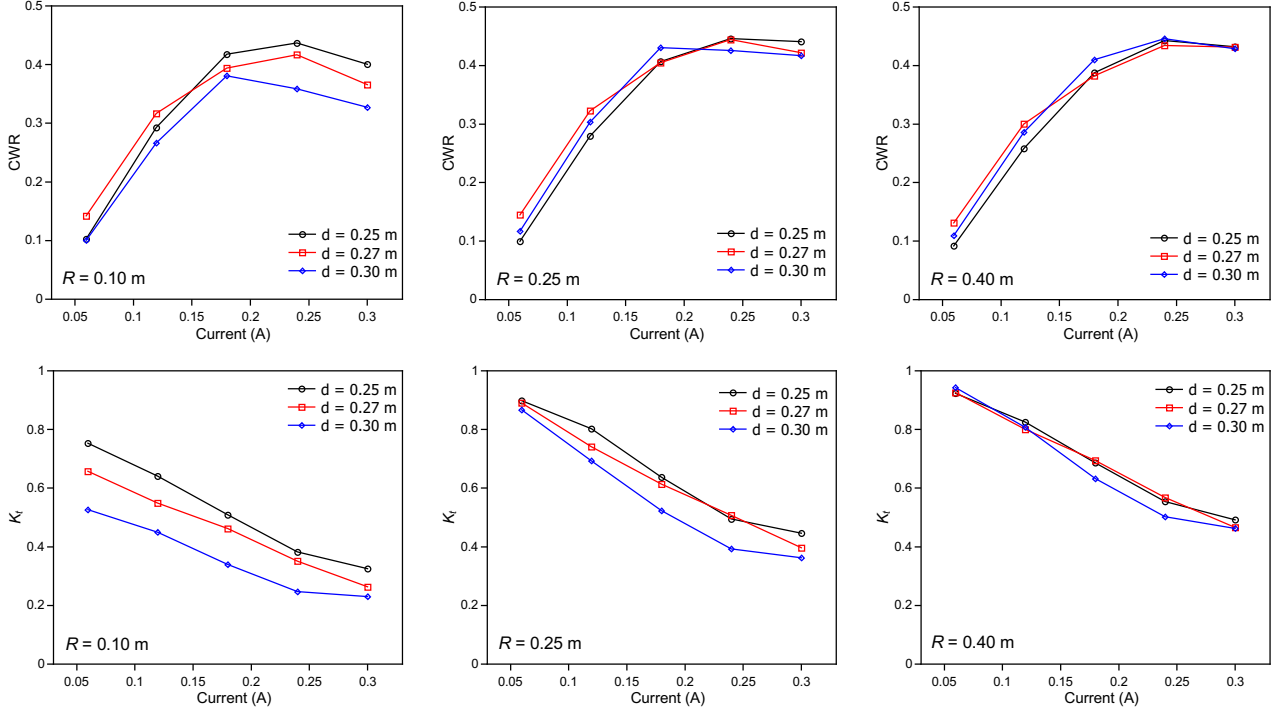 0.5
0.4
0.3
0.2
0.1
0
CWR
d = 0.25 m
d = 0.27 m
d = 0.30 m
R = 0.10 m
0.05
0.1
0.15
0.2
0.25
0.3
Current (A)
0.5
0.4
0.3
0.2
0.1
0
CWR
d = 0.25 m
d = 0.27 m
d = 0.30 m
R = 0.25 m
0.05
0.1
0.15
0.2
0.25
0.3
Current (A)
0.5
0.4
0.3
0.2
0.1
0
CWR
d = 0.25 m
d = 0.27 m
d = 0.30 m
R = 0.40 m
0.05
0.1
0.15
0.2
0.25
0.3
Current (A)
1
0.8
0.6
0.4
0.2
0
Kt
d = 0.25 m
d = 0.27 m
d = 0.30 m
R = 0.10 m
0.05
0.1
0.15
0.2
0.25
0.3
Current (A)
1
0.8
0.6
0.4
0.2
0
Kt
d = 0.25 m
d = 0.27 m
d = 0.30 m
R = 0.25 m
0.05
0.1
0.15
0.2
0.25
0.3
Current (A)
1
0.8
0.6
0.4
0.2
0
Kt
d = 0.25 m
d = 0.27 m
d = 0.30 m
R = 0.40 m
0.05
0.1
0.15
0.2
0.25
0.3
Current (A)